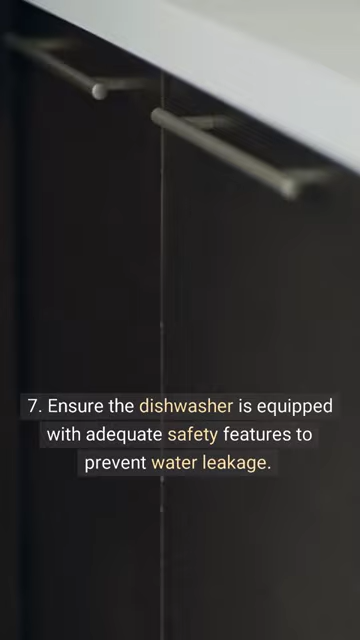 7. Ensure the dishwasher is equipped
with adequate safety features to
prevent water leakage.